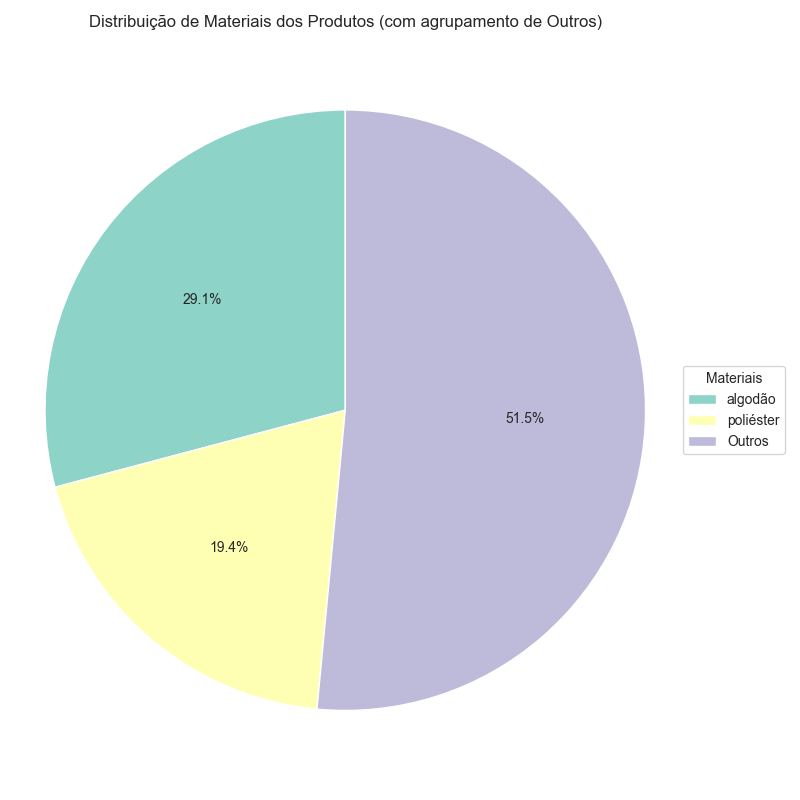 Distribuição de Materiais dos Produtos (com agrupamento de Outros)
29.1%
51.5%
19.4%
Materiais
algodão
poliéster
Outros